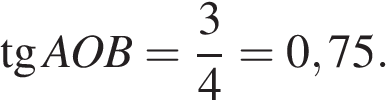 tg AOB = 3/4 = 0,75.